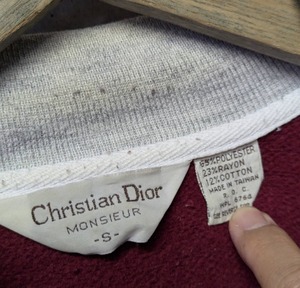 Christian Dior
MONSIEUR
-S-
65% POLYESTER
23% RAYON
12% COTTON
MADE IN TAIWAN
R. O. C.